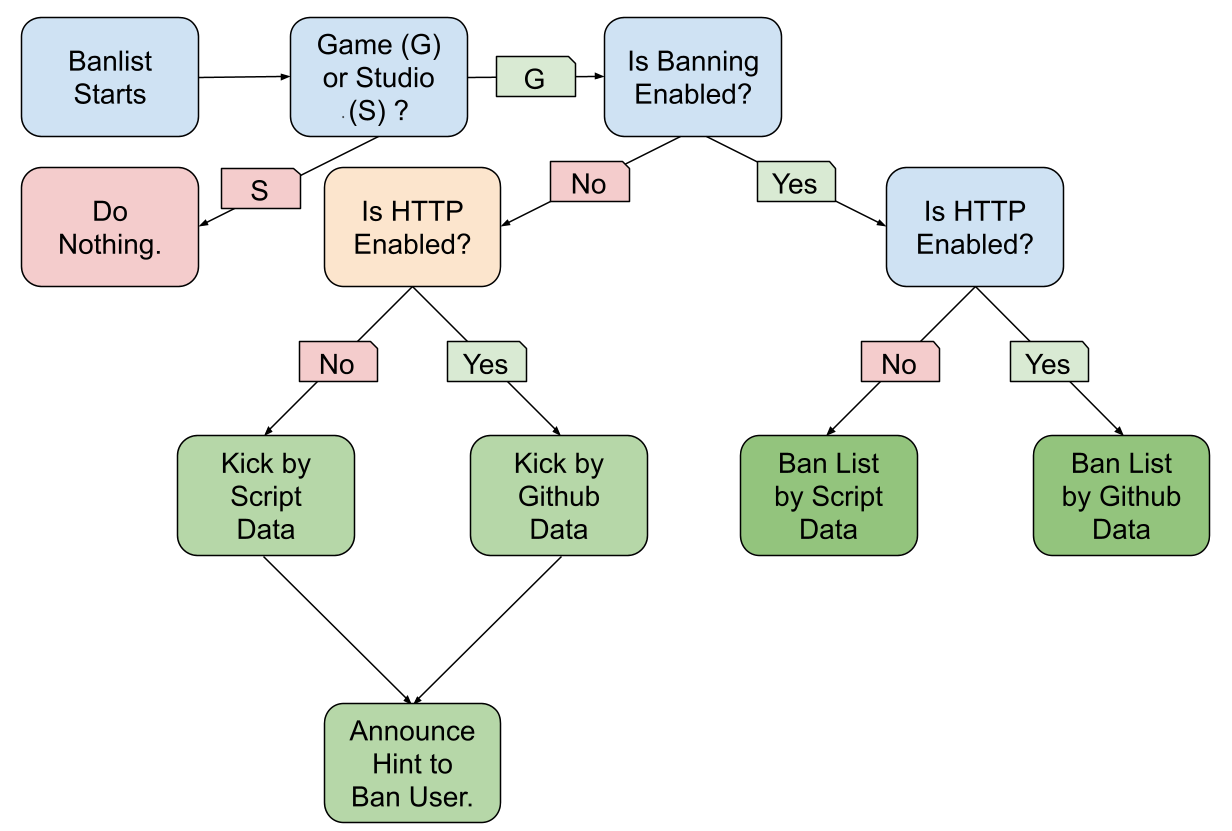 Banlist
Starts
Game (G)
or Studio
(S) ?
G
Is Banning
Enabled?
Do
Nothing.
S
Is HTTP
Enabled?
No
Yes
Is HTTP
Enabled?
No
Yes
No
Yes
Kick by
Script
Data
Kick by
Github
Data
Ban List
by Script
Data
Ban List
by Github
Data
Announce
Hint to
Ban User.